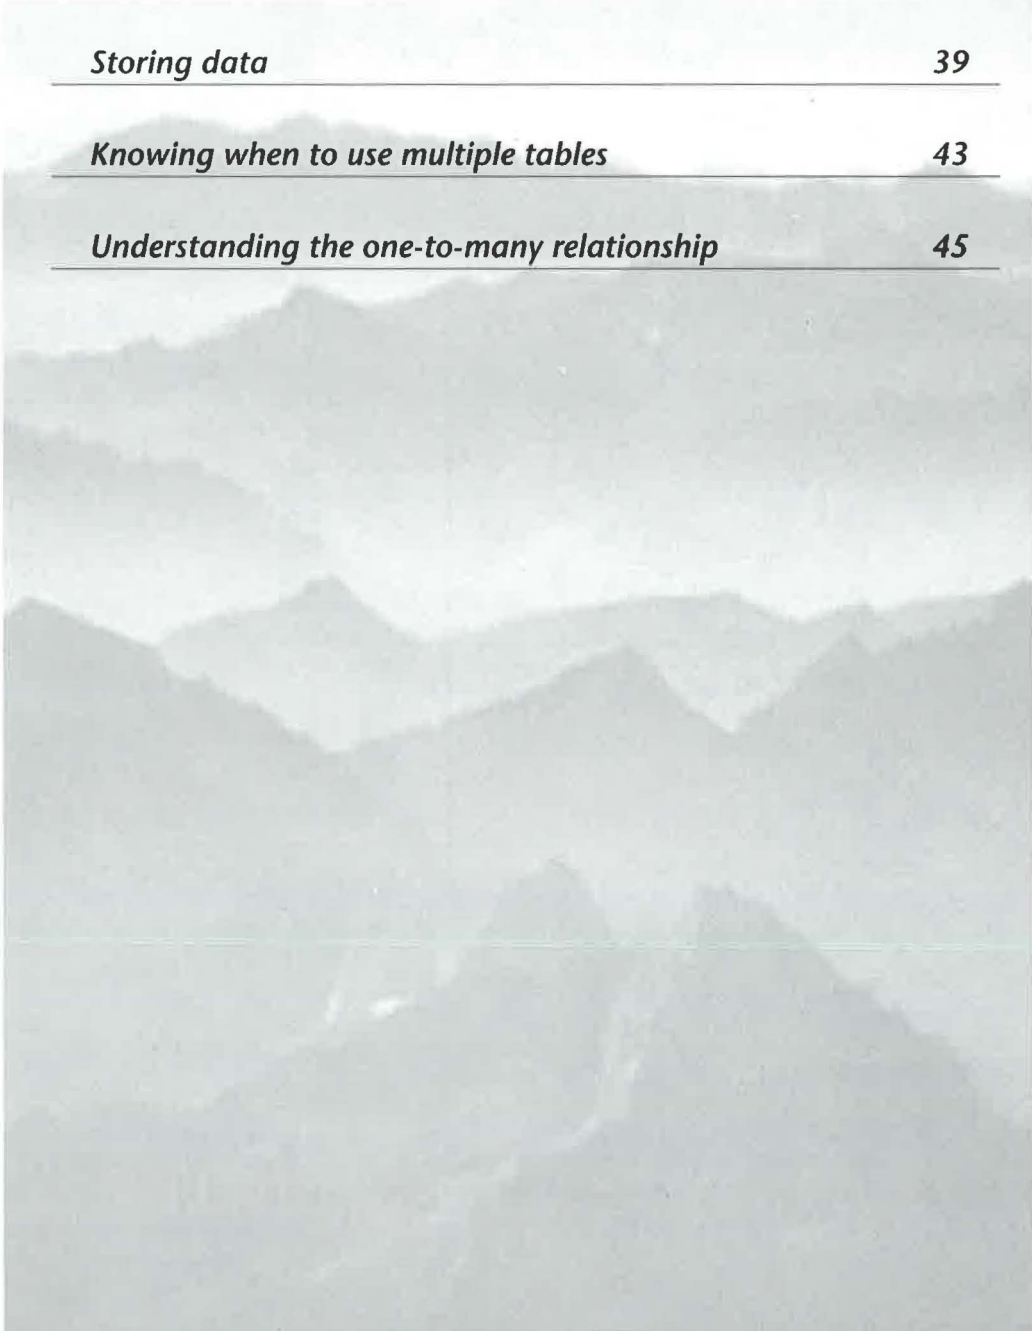 Storing data 39
Knowing when to use multiple tables 43
Understanding the one-to-many relationship 45